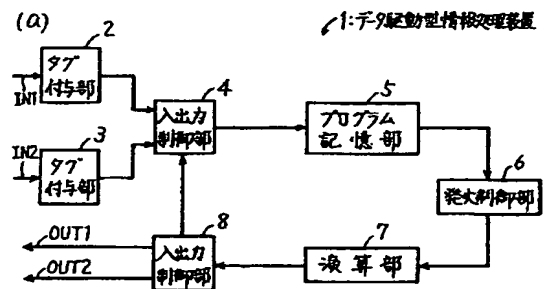 (a)
1:データ駆動型情報処理装置
2
タグ
付与部
IN1
3
タグ
付与部
IN2
4
入出力
制御部
5
プログラム
記憶部
6
発火制御部
7
演算部
8
入出力
制御部
OUT1
OUT2